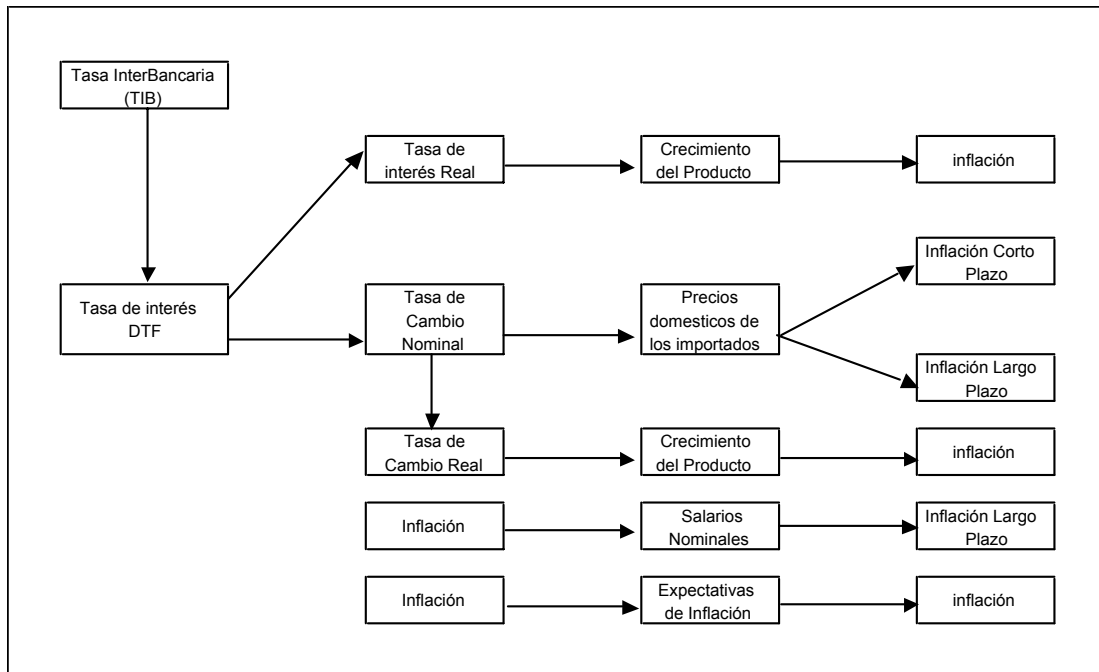 Tasa InterBancaria
(TIB)
Tasa de
interés Real
Crecimiento
del Producto
inflación
Inflación Corto
Plazo
Tasa de interés
DTF
Tasa de
Cambio
Nominal
Precios
domesticos de
los importados
Inflación Largo
Plazo
Tasa de
Cambio Real
Crecimiento
del Producto
inflación
Inflación
Salarios
Nominales
Inflación Largo
Plazo
Inflación
Expectativas
de Inflación
inflación